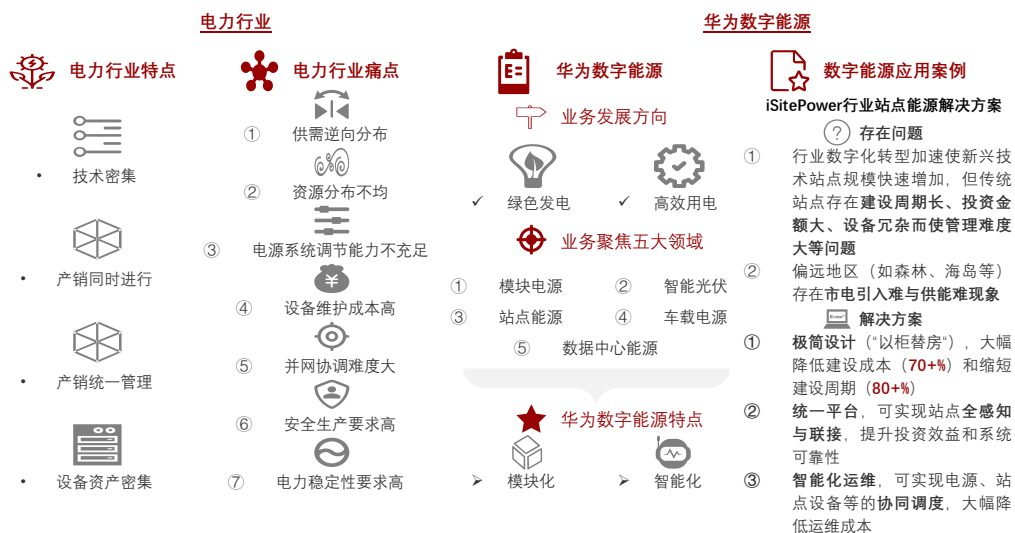 电力行业
电力行业特点
• 技术密集
• 产销同时进行
• 产销统一管理
• 设备资产密集
电力行业痛点
① 供需逆向分布
② 资源分布不均
③ 电源系统调节能力不充足
¥
④ 设备维护成本高
⑤ 并网协调难度大
⑥ 安全生产要求高
⑦ 电力稳定性要求高
华为数字能源
华为数字能源
业务发展方向
✓ 绿色发电 ✓ 高效用电
业务聚焦五大领域
① 模块电源 ② 智能光伏
③ 站点能源 ④ 车载电源
⑤ 数据中心能源
华为数字能源特点
➢ 模块化 ➢ 智能化
数字能源应用案例
iSitePower行业站点能源解决方案
? 存在问题
① 行业数字化转型加速使新兴技
术站点规模快速增加，但传统
站点存在建设周期长、投资金
额大、设备冗杂而使管理难度
大等问题
② 偏远地区（如森林、海岛等）
存在市电引入难与供能难现象
解决方案
① 极简设计（“以柜替房“），大幅
降低建设成本（70+%）和缩短
建设周期（80+%）
② 统一平台，可实现站点全感知
与联接，提升投资效益和系统
可靠性
③ 智能化运维，可实现电源、站
点设备等的协同调度，大幅降
低运维成本